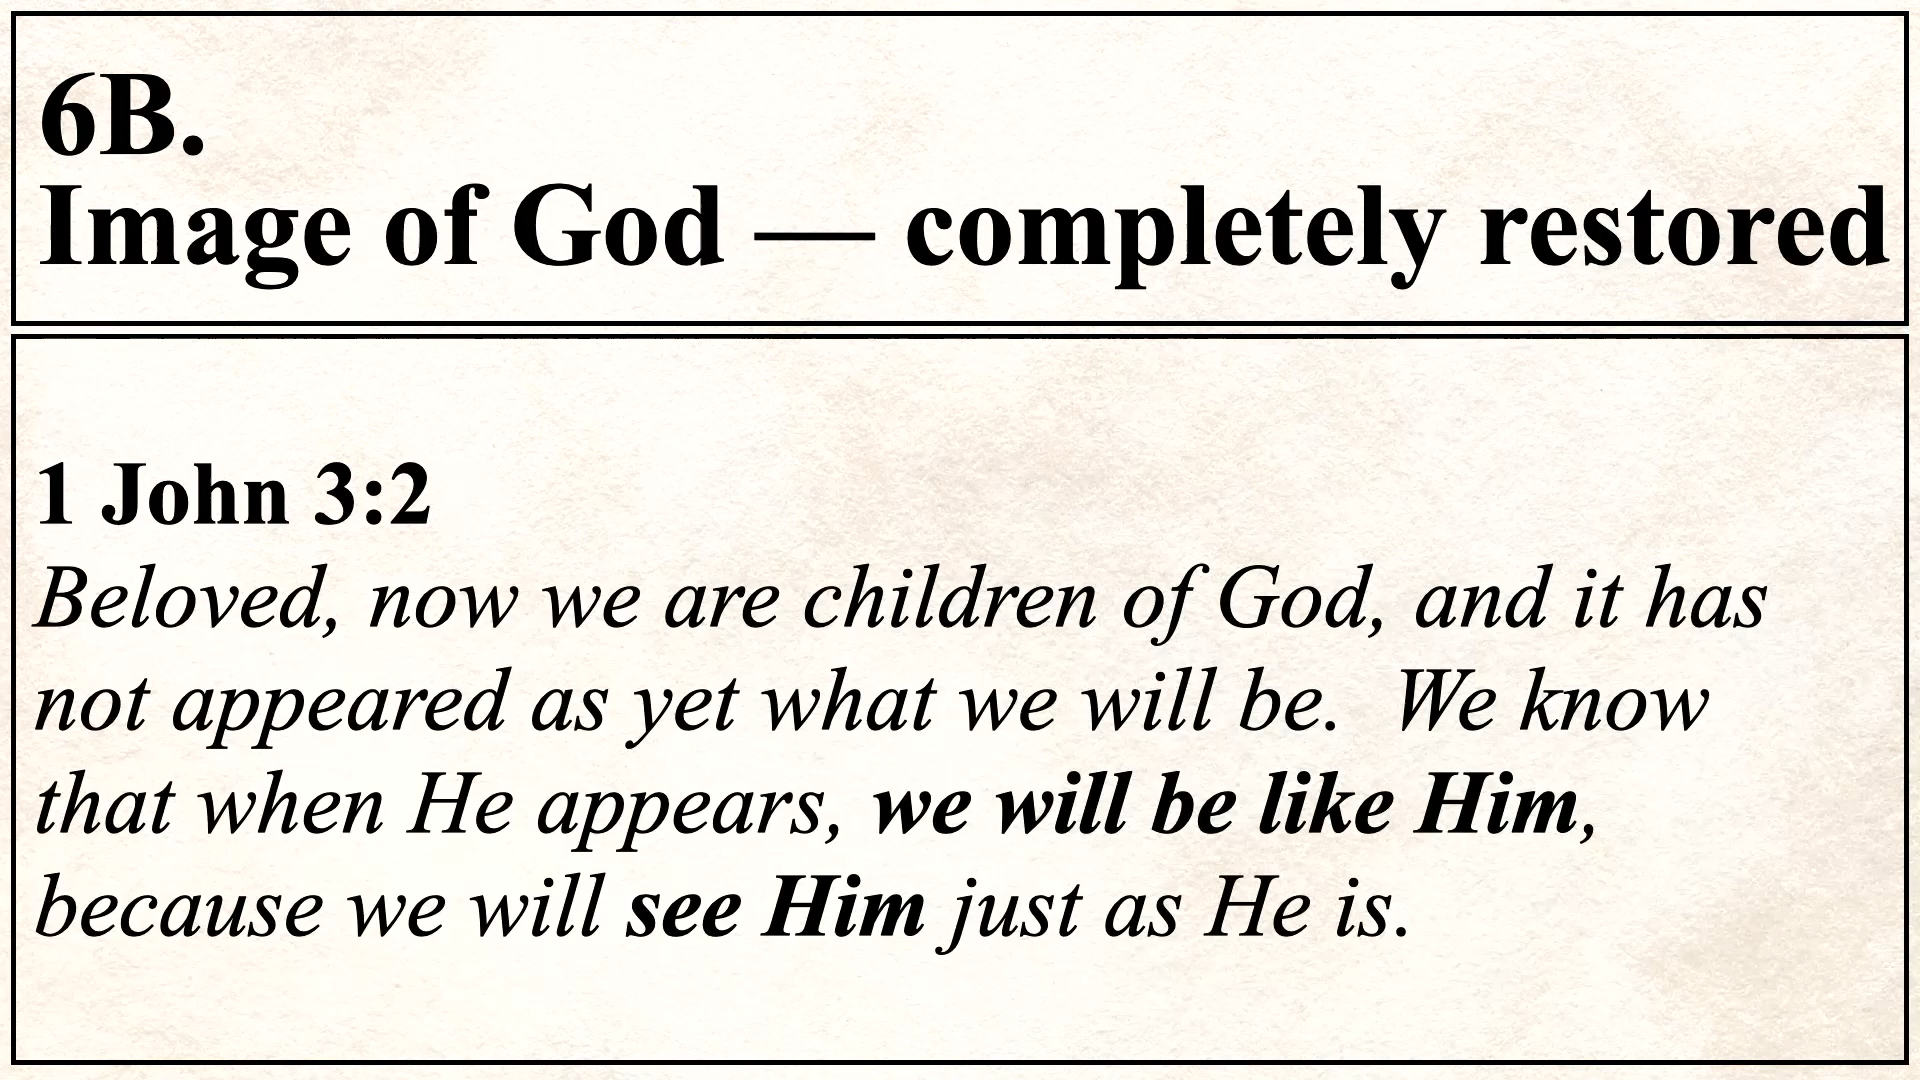 6B.
Image of God — completely restored
1 John 3:2
Beloved, now we are children of God, and it has
not appeared as yet what we will be.  We know
that when He appears, we will be like Him,
because we will see Him just as He is.